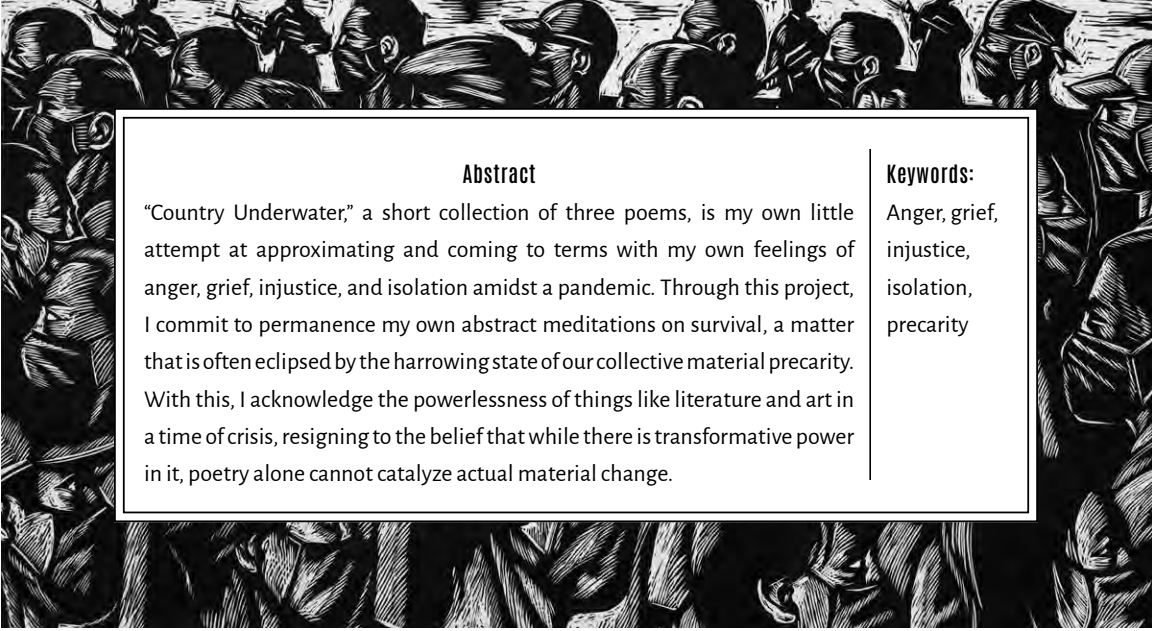 Abstract
“Country Underwater,” a short collection of three poems, is my own little
attempt at approximating and coming to terms with my own feelings of
anger, grief, injustice, and isolation amidst a pandemic. Through this project,
I commit to permanence my own abstract meditations on survival, a matter
that is often eclipsed by the harrowing state of our collective material precarity.
With this, I acknowledge the powerlessness of things like literature and art in
a time of crisis, resigning to the belief that while there is transformative power
in it, poetry alone cannot catalyze actual material change.
Keywords:
Anger, grief,
injustice,
isolation,
precarity